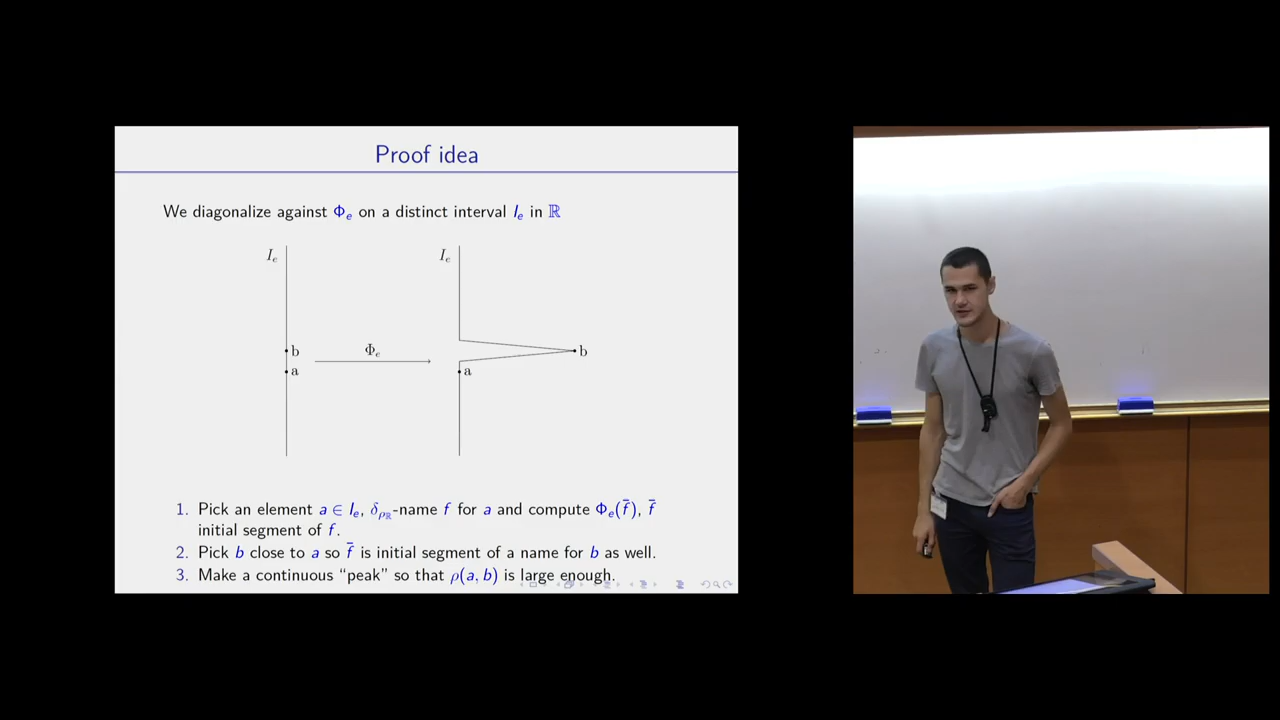 Proof idea
We diagonalize against Φₑ on a distinct interval Iₑ in ℝ
Iₑ
Iₑ
b
a
Φₑ
b
a
1. Pick an element a ∈ Iₑ, δ_{ρ_ℝ}-name f for a and compute Φₑ(f̄), f̄
initial segment of f.
2. Pick b close to a so f̄ is initial segment of a name for b as well.
3. Make a continuous “peak” so that ρ(a, b) is large enough.